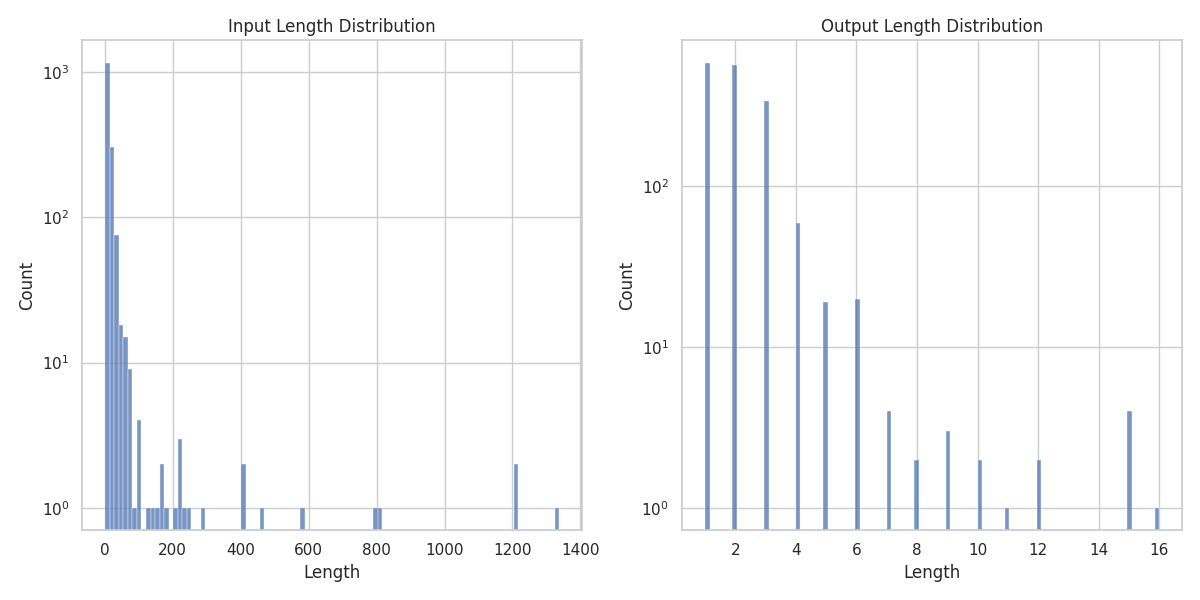 Input Length Distribution
10³
10²
10¹
10⁰
Count
0 200 400 600 800 1000 1200 1400
Length
Output Length Distribution
10²
10¹
10⁰
Count
2 4 6 8 10 12 14 16
Length